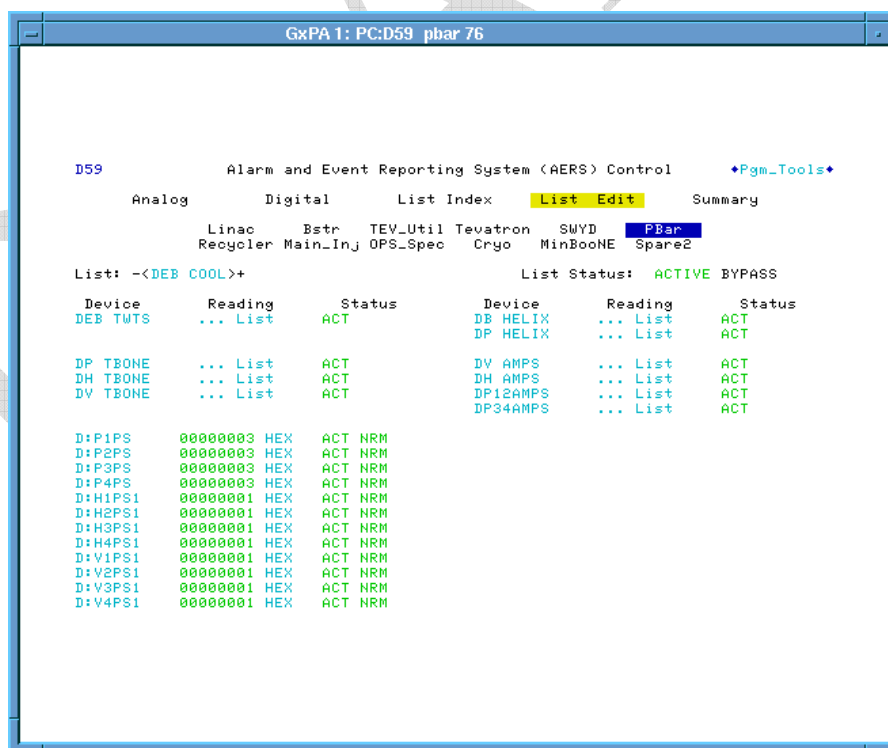 GxPA 1: PC:D59 pbar 76
D59 Alarm and Event Reporting System (AERS) Control ◆Pgm_Tools◆
Analog Digital List Index List Edit Summary
Linac Bstr TEV_Util Tevatron SWYD PBar
Recycler Main_Inj OPS_Spec Cryo MinBooNE Spare2
List: -<DEB COOL>+ List Status: ACTIVE BYPASS
Device Reading Status Device Reading Status
DEB TWTS ... List ACT DB HELIX ... List ACT
DP HELIX ... List ACT
DP TBONE ... List ACT DV AMPS ... List ACT
DH TBONE ... List ACT DH AMPS ... List ACT
DV TBONE ... List ACT DP12AMPS ... List ACT
DP34AMPS ... List ACT
D:P1PS 00000003 HEX ACT NRM
D:P2PS 00000003 HEX ACT NRM
D:P3PS 00000003 HEX ACT NRM
D:P4PS 00000003 HEX ACT NRM
D:H1PS1 00000001 HEX ACT NRM
D:H2PS1 00000001 HEX ACT NRM
D:H3PS1 00000001 HEX ACT NRM
D:H4PS1 00000001 HEX ACT NRM
D:V1PS1 00000001 HEX ACT NRM
D:V2PS1 00000001 HEX ACT NRM
D:V3PS1 00000001 HEX ACT NRM
D:V4PS1 00000001 HEX ACT NRM